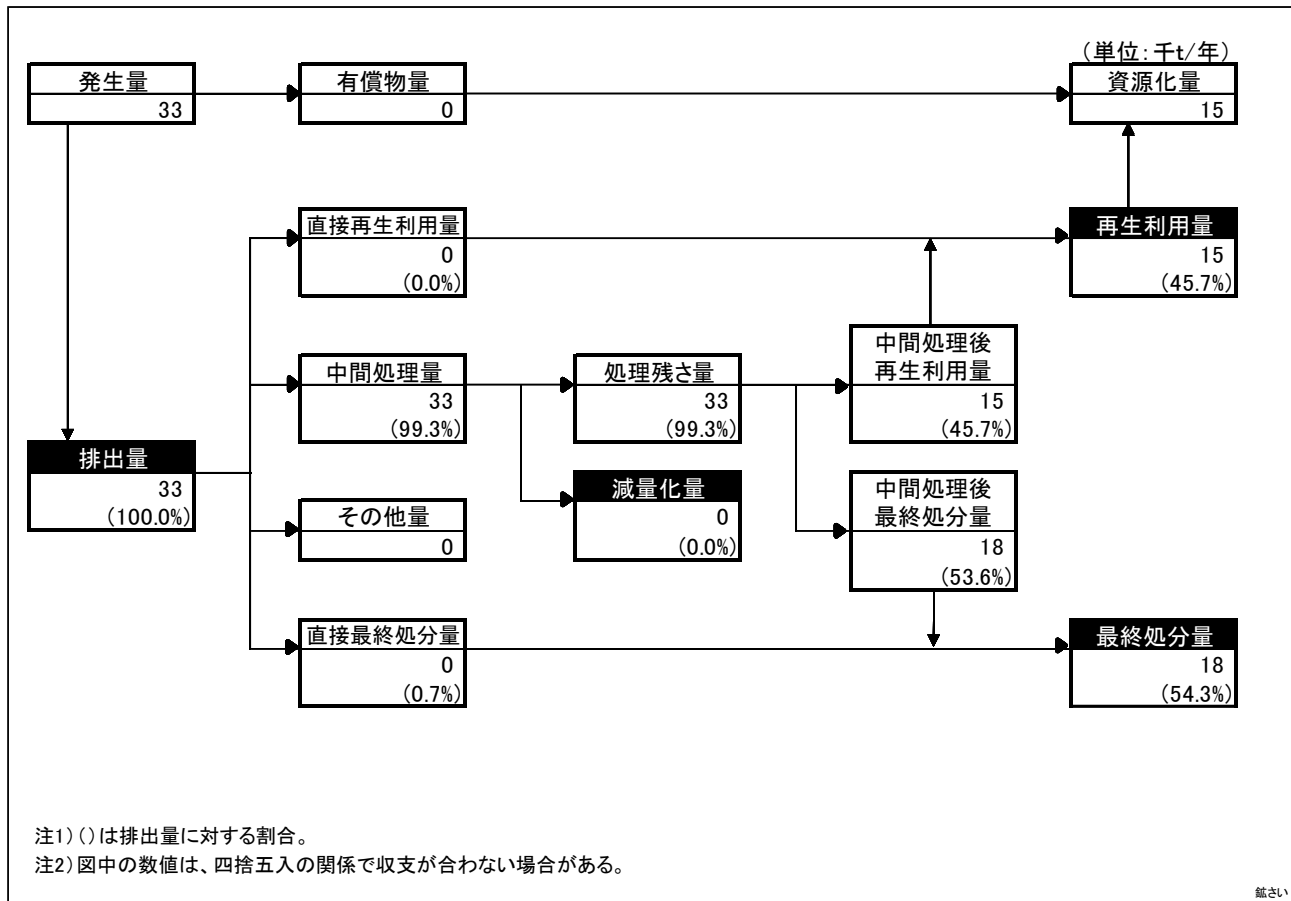 (単位:千t/年)
発生量
33
有償物量
0
資源化量
15
直接再生利用量
0
(0.0%)
再生利用量
15
(45.7%)
中間処理量
33
(99.3%)
処理残さ量
33
(99.3%)
中間処理後
再生利用量
15
(45.7%)
排出量
33
(100.0%)
減量化量
0
(0.0%)
中間処理後
最終処分量
18
(53.6%)
その他量
0
直接最終処分量
0
(0.7%)
最終処分量
18
(54.3%)
注1)()は排出量に対する割合。
注2)図中の数値は、四捨五入の関係で収支が合わない場合がある。
鉱さい